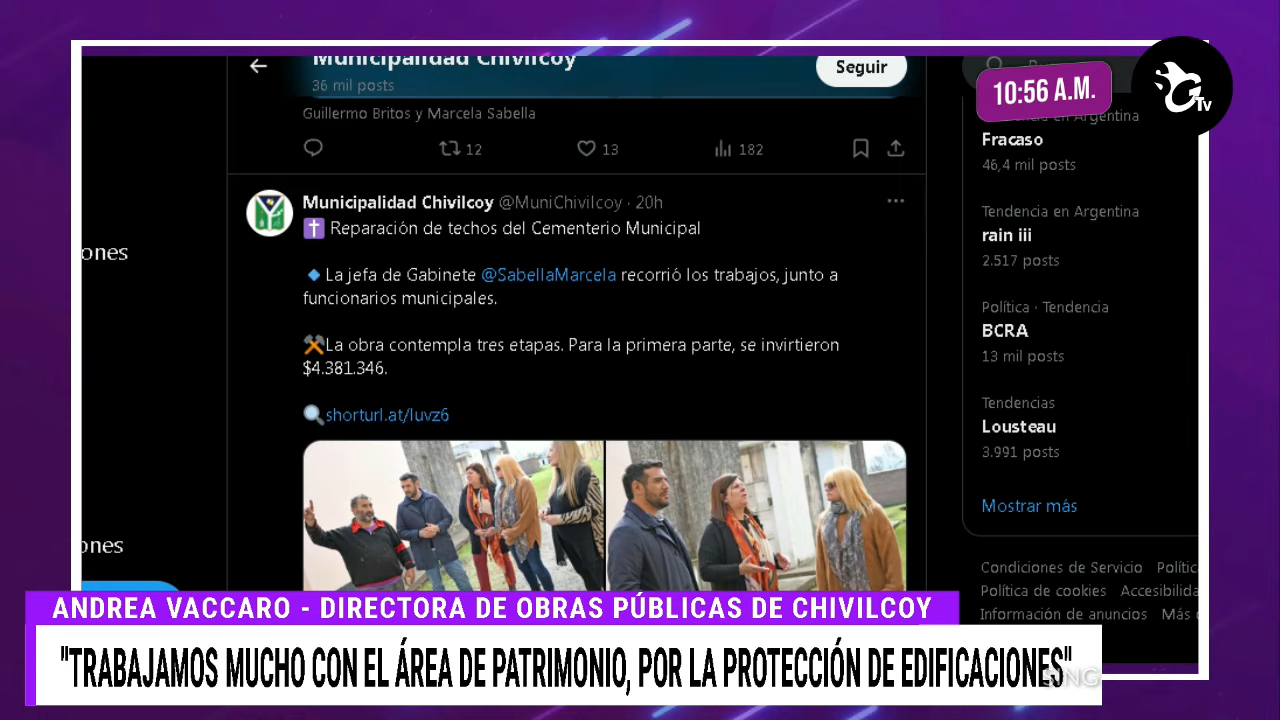 Municipalidad Chivilcoy
36 mil posts
Seguir
10:56 A.M.
G TV
Guillermo Britos y Marcela Sabella
12
13
182
Municipalidad Chivilcoy @MuniChivilcoy · 20h
Reparación de techos del Cementerio Municipal
La jefa de Gabinete @SabellaMarcela recorrió los trabajos, junto a
funcionarios municipales.
La obra contempla tres etapas. Para la primera parte, se invirtieron
$4.381.346.
shorturl.at/luvz6
ones
ones
en Argentina
Fracaso
46,4 mil posts
Tendencia en Argentina
rain iii
2.517 posts
Política · Tendencia
BCRA
13 mil posts
Tendencias
Lousteau
3.991 posts
Mostrar más
Condiciones de Servicio Polític
Política de cookies Accesibilida
Información de anuncios Más
ANDREA VACCARO - DIRECTORA DE OBRAS PÚBLICAS DE CHIVILCOY
"TRABAJAMOS MUCHO CON EL ÁREA DE PATRIMONIO, POR LA PROTECCIÓN DE EDIFICACIONES"